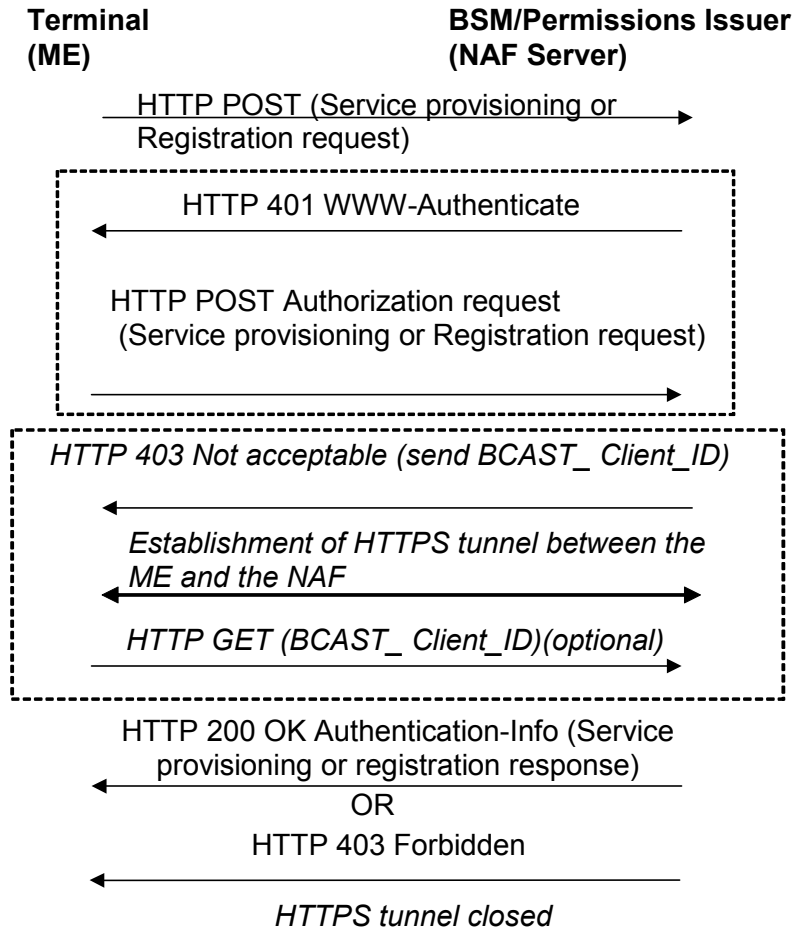 Terminal
(ME)
BSM/Permissions Issuer
(NAF Server)
HTTP POST (Service provisioning or
Registration request)
HTTP 401 WWW-Authenticate
HTTP POST Authorization request
(Service provisioning or Registration request)
HTTP 403 Not acceptable (send BCAST_ Client_ID)
Establishment of HTTPS tunnel between the
ME and the NAF
HTTP GET (BCAST_ Client_ID)(optional)
HTTP 200 OK Authentication-Info (Service
provisioning or registration response)
OR
HTTP 403 Forbidden
HTTPS tunnel closed